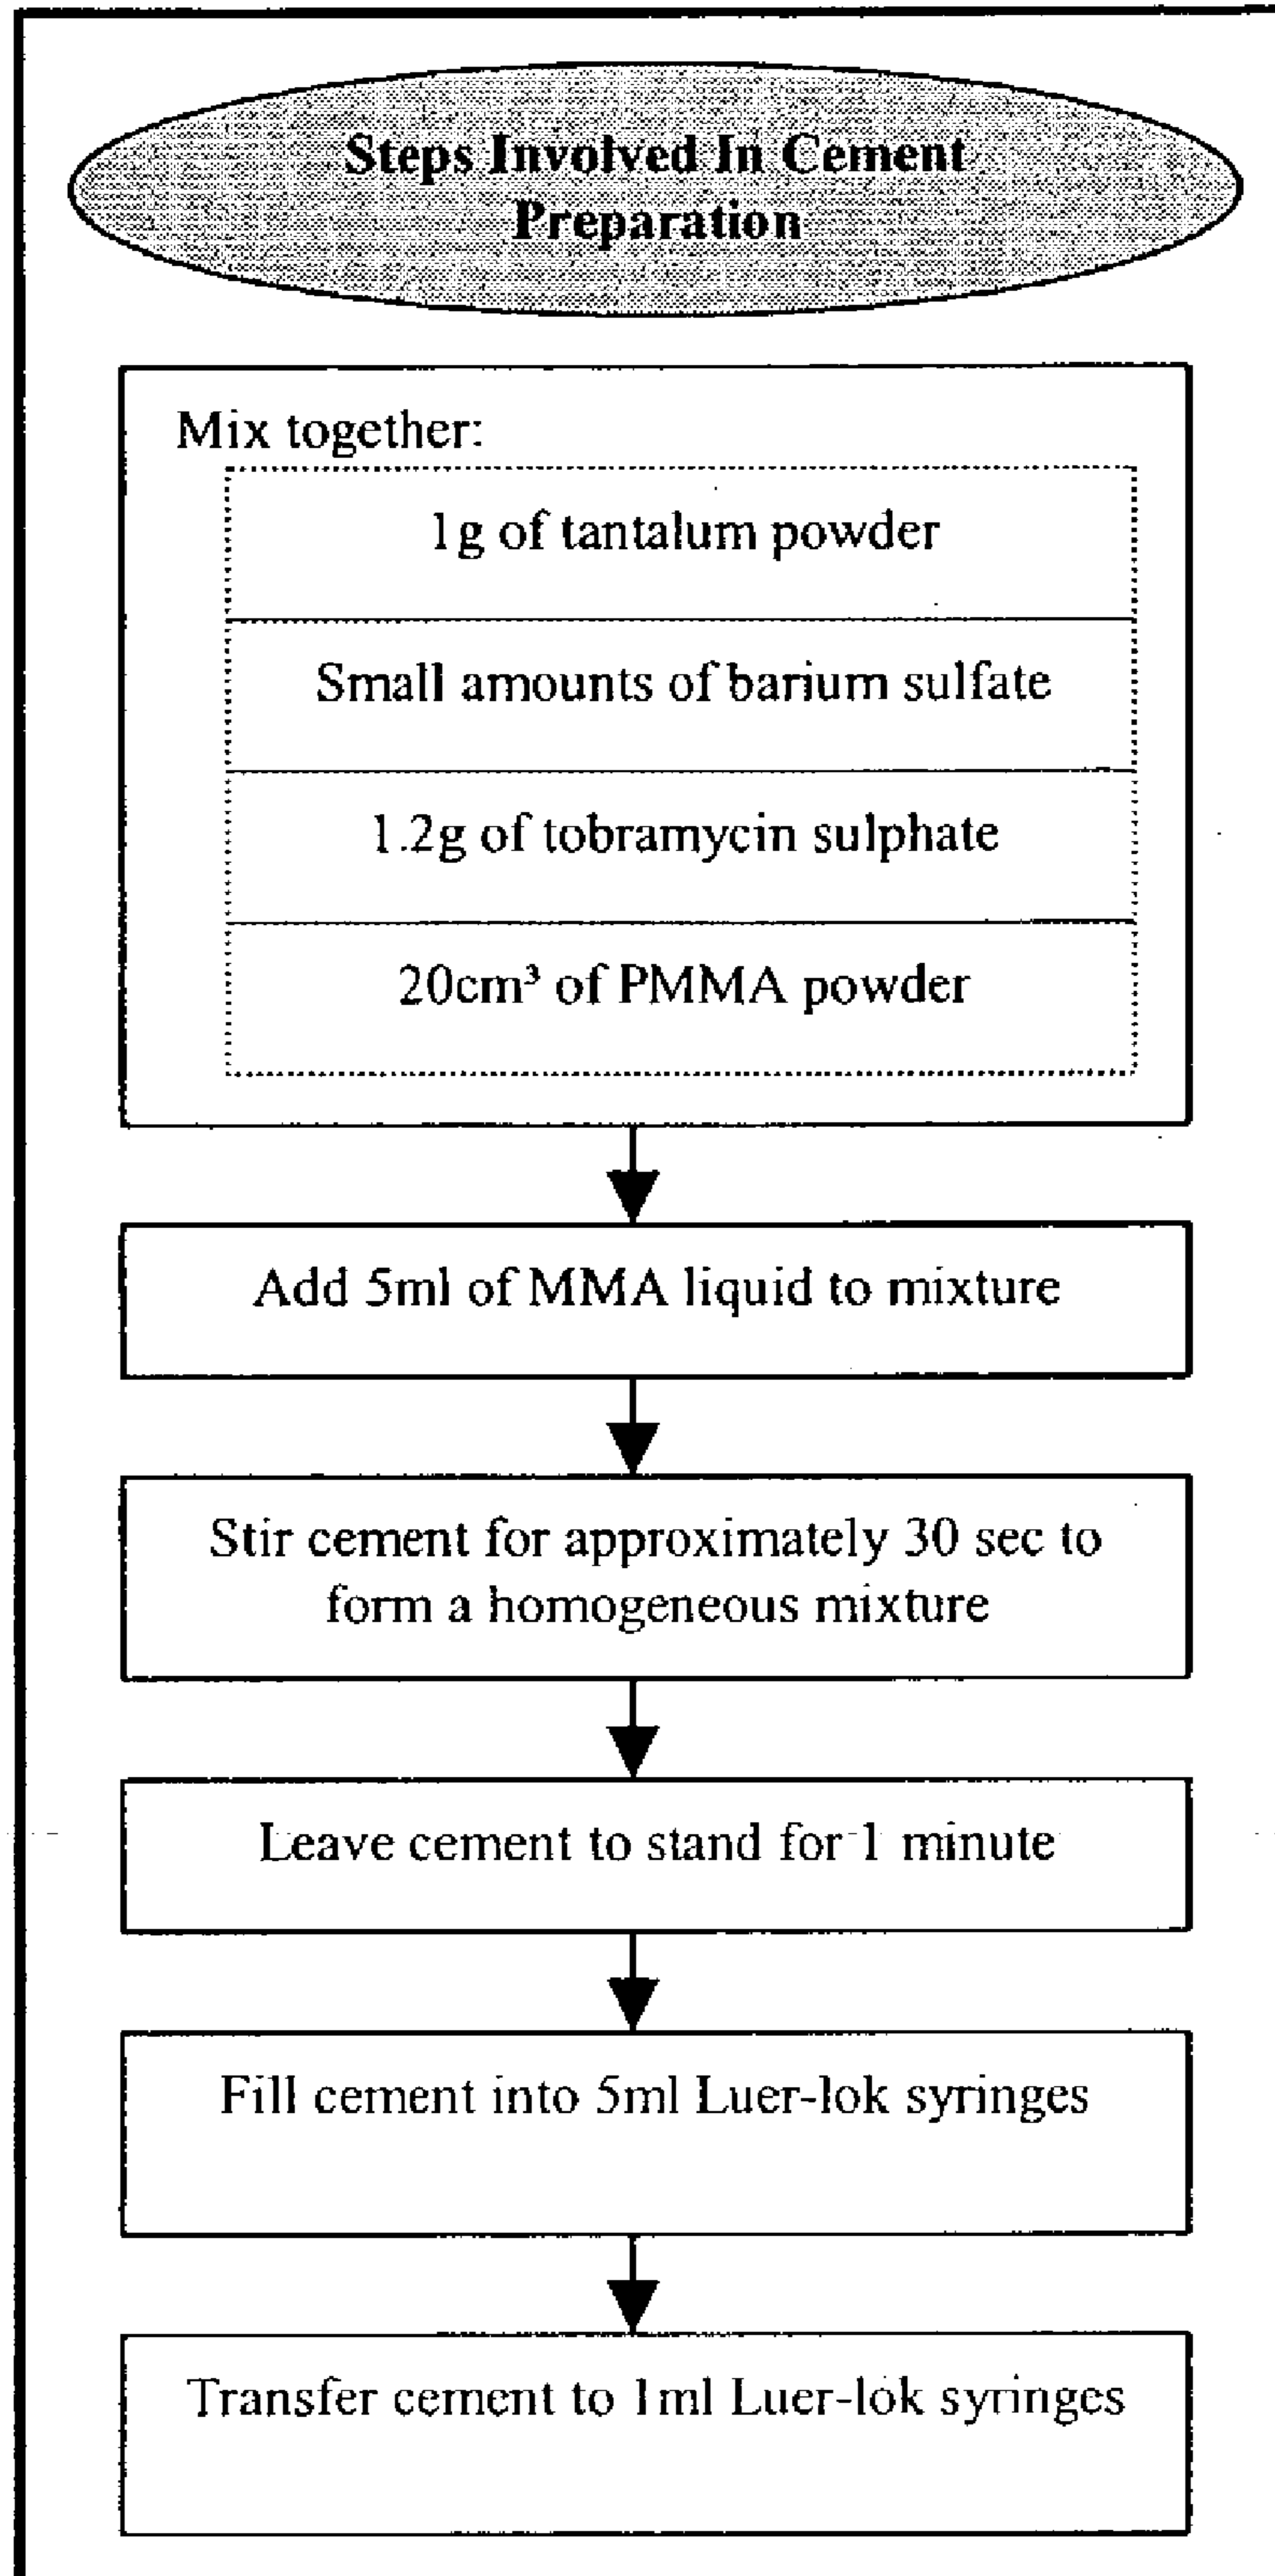 Steps Involved In Cement
Preparation
Mix together:
1g of tantalum powder
Small amounts of barium sulfate
1.2g of tobramycin sulphate
20cm³ of PMMA powder
Add 5ml of MMA liquid to mixture
Stir cement for approximately 30 sec to
form a homogeneous mixture
Leave cement to stand for 1 minute
Fill cement into 5ml Luer-lok syringes
Transfer cement to 1ml Luer-lok syringes